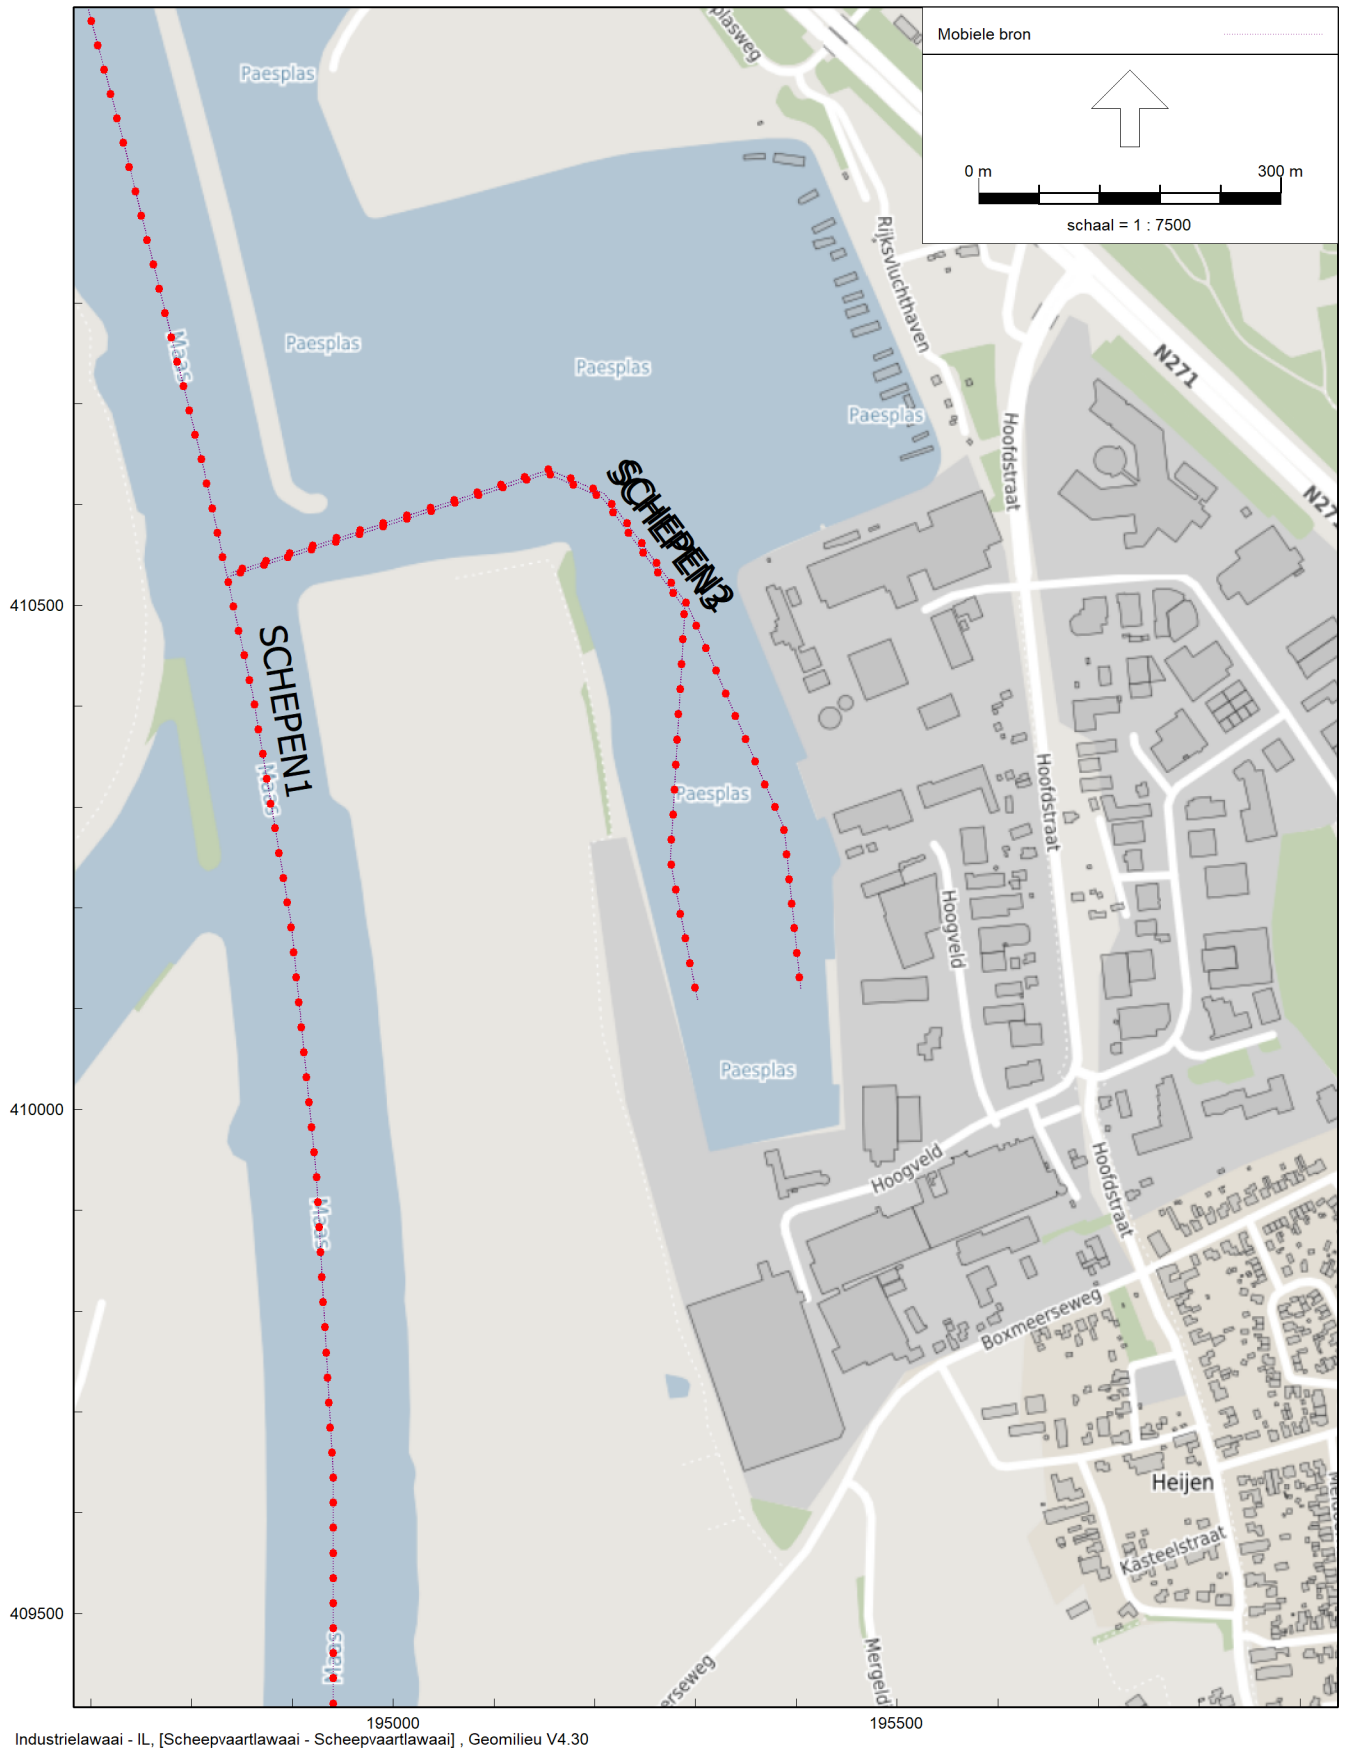 plasweg
Mobiele bron
0 m
300 m
schaal = 1 : 7500
Paesplas
Rijksvluchthaven
Maas
Paesplas
Paesplas
N271
Paesplas
Hoofdstraat
N271
410500
SCHEPEN1
Maas
Paesplas
Hoofdstraat
Hoogveld
Paesplas
410000
Hoogveld
Hoofdstraat
Maas
Boxmeerseweg
Heijen
Kasteelstraat
409500
Maas
erseweg
Mergeld
195000
195500
Industrielawaai - IL, [Scheepvaartlawaai - Scheepvaartlawaai] , Geomilieu V4.30